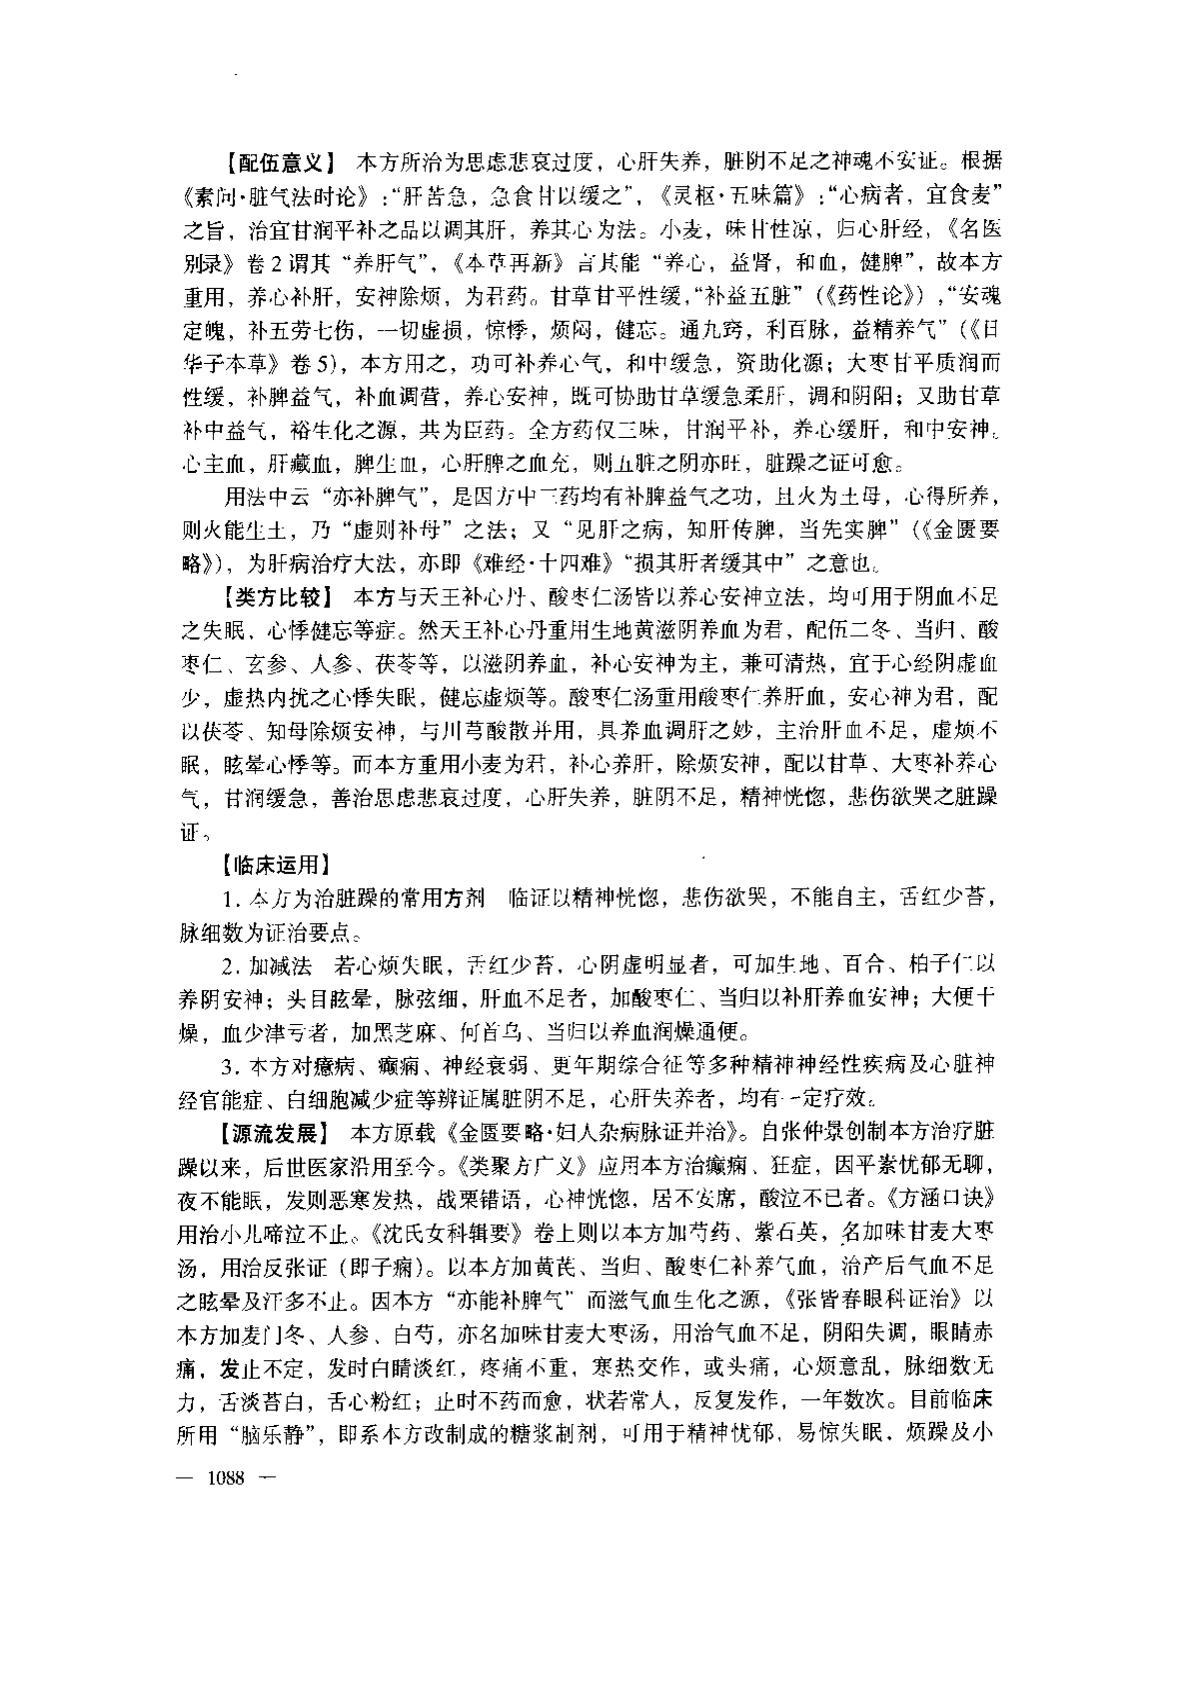 【配伍意义】 本方所治为思虑悲哀过度，心肝失养，脏阴不足之神魂不安证。根据
《素问·脏气法时论》：“肝苦急，急食甘以缓之”，《灵枢·五味篇》：“心病者，宜食麦”
之旨，治宜甘润平补之品以调其肝，养其心为法。小麦，味甘性凉，归心肝经，《名医
别录》卷2谓其“养肝气”，《本草再新》言其能“养心，益肾，和血，健脾”，故本方
重用，养心补肝，安神除烦，为君药。甘草甘平性缓，“补益五脏”（《药性论》），“安魂
定魄，补五劳七伤，一切虚损，惊悸，烦闷，健忘。通九窍，利百脉，益精养气”（《日
华子本草》卷5），本方用之，功可补养心气，和中缓急，资助化源；大枣甘平质润而
性缓，补脾益气，补血调营，养心安神，既可协助甘草缓急柔肝，调和阴阳；又助甘草
补中益气，裕生化之源，共为臣药。全方药仅三味，甘润平补，养心缓肝，和中安神。
心主血，肝藏血，脾生血，心肝脾之血充，则五脏之阴亦旺，脏躁之证可愈。
用法中云“亦补脾气”，是因方中三药均有补脾益气之功，且火为土母，心得所养，
则火能生土，乃“虚则补母”之法；又“见肝之病，知肝传脾，当先实脾”（《金匮要
略》），为肝病治疗大法，亦即《难经·十四难》“损其肝者缓其中”之意也。
【类方比较】 本方与天王补心丹、酸枣仁汤皆以养心安神立法，均可用于阴血不足
之失眠，心悸健忘等症。然天王补心丹重用生地黄滋阴养血为君，配伍二冬、当归、酸
枣仁、玄参、人参、茯苓等，以滋阴养血，补心安神为主，兼可清热，宜于心经阴虚血
少，虚热内扰之心悸失眠，健忘虚烦等。酸枣仁汤重用酸枣仁养肝血，安心神为君，配
以茯苓、知母除烦安神，与川芎酸散并用，具养血调肝之妙，主治肝血不足，虚烦不
眠，眩晕心悸等。而本方重用小麦为君，补心养肝，除烦安神，配以甘草、大枣补养心
气，甘润缓急，善治思虑悲哀过度，心肝失养，脏阴不足，精神恍惚，悲伤欲哭之脏躁
证。
【临床运用】
1. 本方为治脏躁的常用方剂 临证以精神恍惚，悲伤欲哭，不能自主，舌红少苔，
脉细数为证治要点。
2. 加减法 若心烦失眠，舌红少苔，心阴虚明显者，可加生地、百合、柏子仁以
养阴安神；头目眩晕，脉弦细，肝血不足者，加酸枣仁、当归以补肝养血安神；大便干
燥，血少津亏者，加黑芝麻、何首乌、当归以养血润燥通便。
3. 本方对癔病、癫痫、神经衰弱、更年期综合征等多种精神神经性疾病及心脏神
经官能症、白细胞减少症等辨证属脏阴不足，心肝失养者，均有一定疗效。
【源流发展】 本方原载《金匮要略·妇人杂病脉证并治》。自张仲景创制本方治疗脏
躁以来，后世医家沿用至今。《类聚方广义》应用本方治癫痫、狂症，因平素忧郁无聊，
夜不能眠，发则恶寒发热，战栗错语，心神恍惚，居不安席，酸泣不已者。《方涵口诀》
用治小儿啼泣不止。《沈氏女科辑要》卷上则以本方加芍药、紫石英，名加味甘麦大枣
汤，用治反张证（即子痫）。以本方加黄芪、当归、酸枣仁补养气血，治产后气血不足
之眩晕及汗多不止。因本方“亦能补脾气”而滋气血生化之源，《张皆春眼科证治》以
本方加麦门冬、人参、白芍，亦名加味甘麦大枣汤，用治气血不足，阴阳失调，眼睛赤
痛，发止不定，发时白睛淡红，疼痛不重，寒热交作，或头痛，心烦意乱，脉细数无
力，舌淡苔白，舌心粉红；止时不药而愈，状若常人，反复发作，一年数次。目前临床
所用“脑乐静”，即系本方改制成的糖浆制剂，可用于精神忧郁，易惊失眠，烦躁及小
— 1088 —